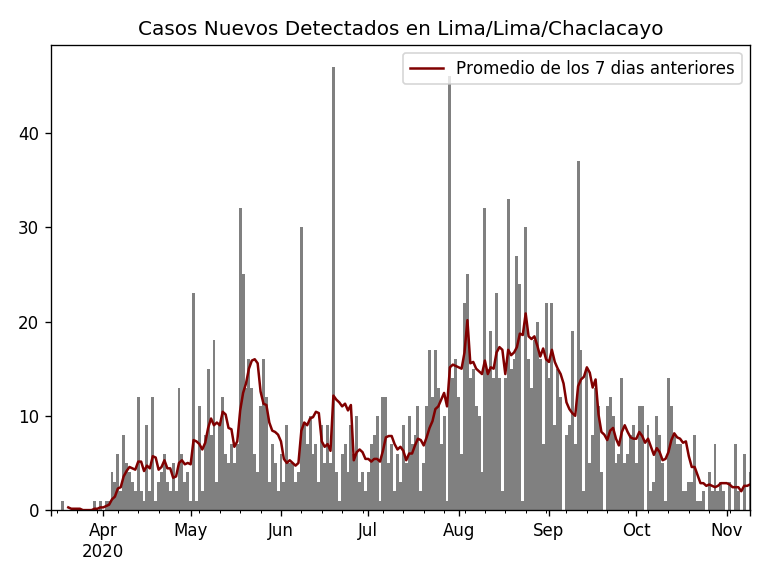 Casos Nuevos Detectados en Lima/Lima/Chaclacayo
Promedio de los 7 dias anteriores
40
30
20
10
0
Apr May Jun Jul Aug Sep Oct Nov
2020